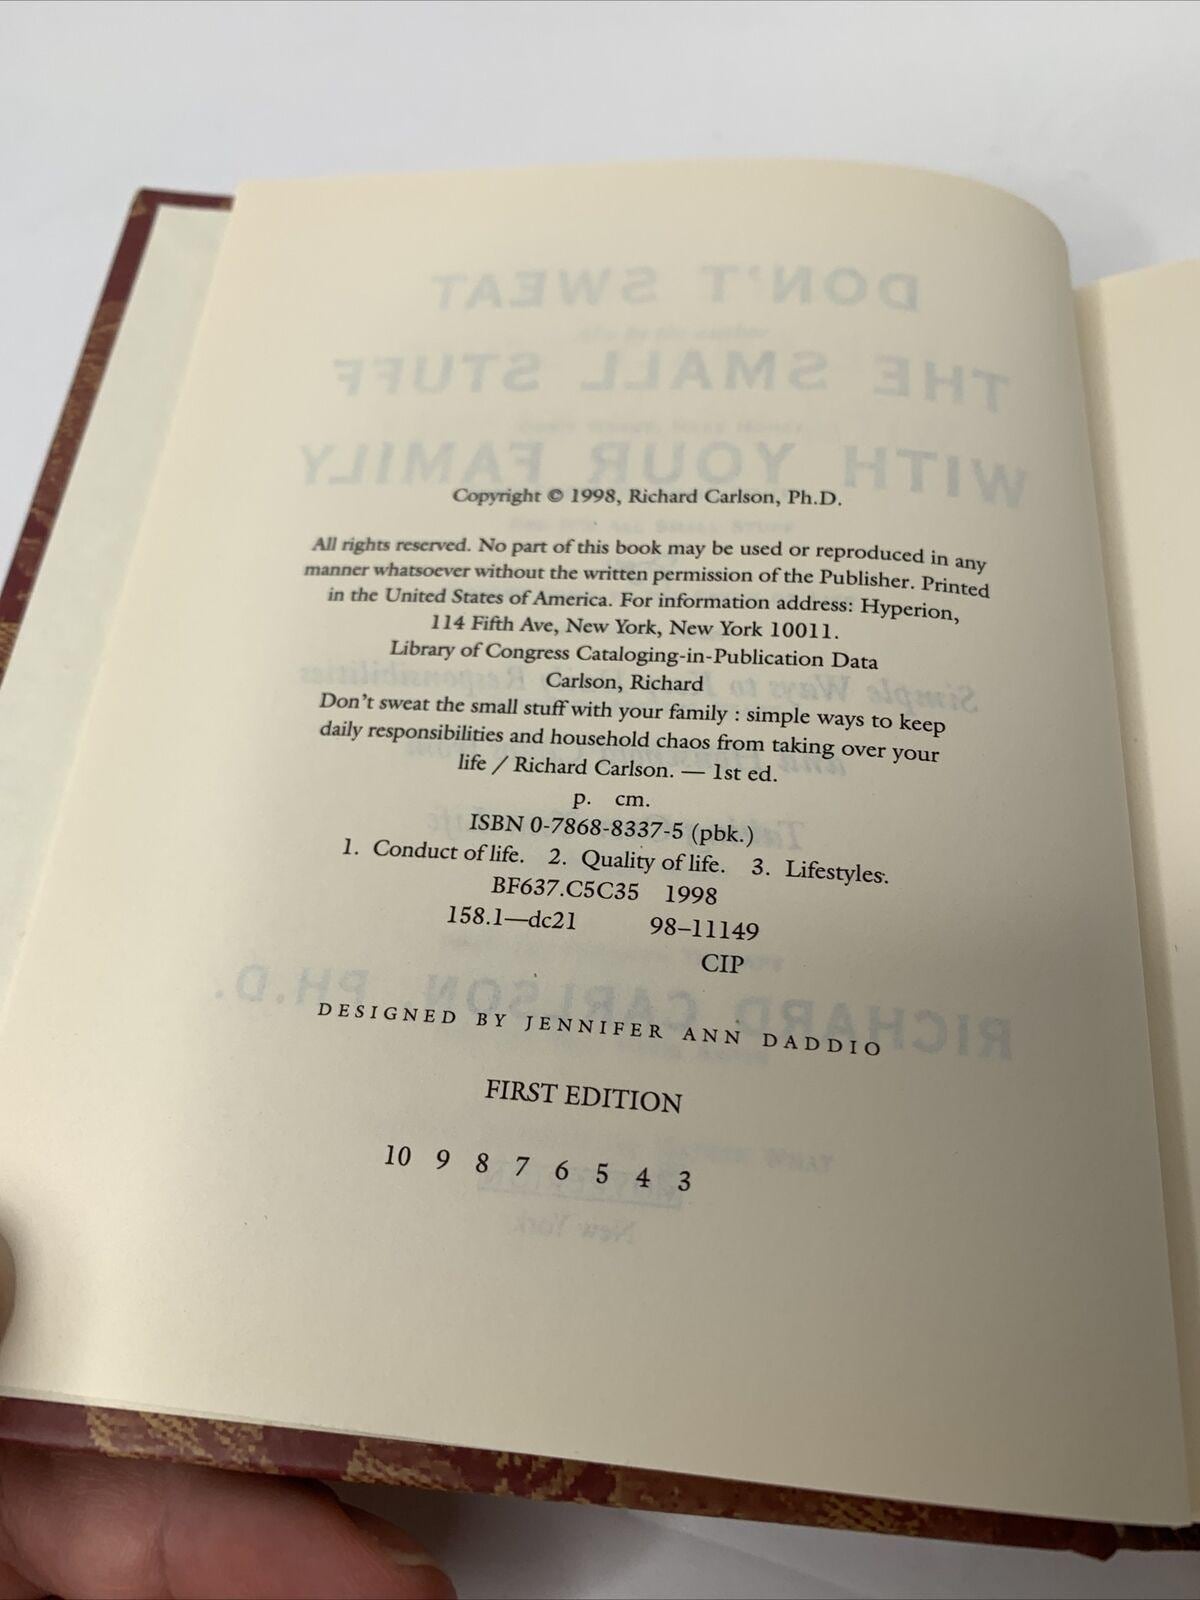 Copyright © 1998, Richard Carlson, Ph.D.
All rights reserved. No part of this book may be used or reproduced in any
manner whatsoever without the written permission of the Publisher. Printed
in the United States of America. For information address: Hyperion,
114 Fifth Ave, New York, New York 10011.
Library of Congress Cataloging-in-Publication Data
Carlson, Richard
Don't sweat the small stuff with your family : simple ways to keep
daily responsibilities and household chaos from taking over your
life / Richard Carlson. — 1st ed.
p. cm.
ISBN 0-7868-8337-5 (pbk.)
1. Conduct of life. 2. Quality of life. 3. Lifestyles.
BF637.C5C35 1998
158.1—dc21 98–11149
CIP
DESIGNED BY JENNIFER ANN DADDIO
FIRST EDITION
10 9 8 7 6 5 4 3